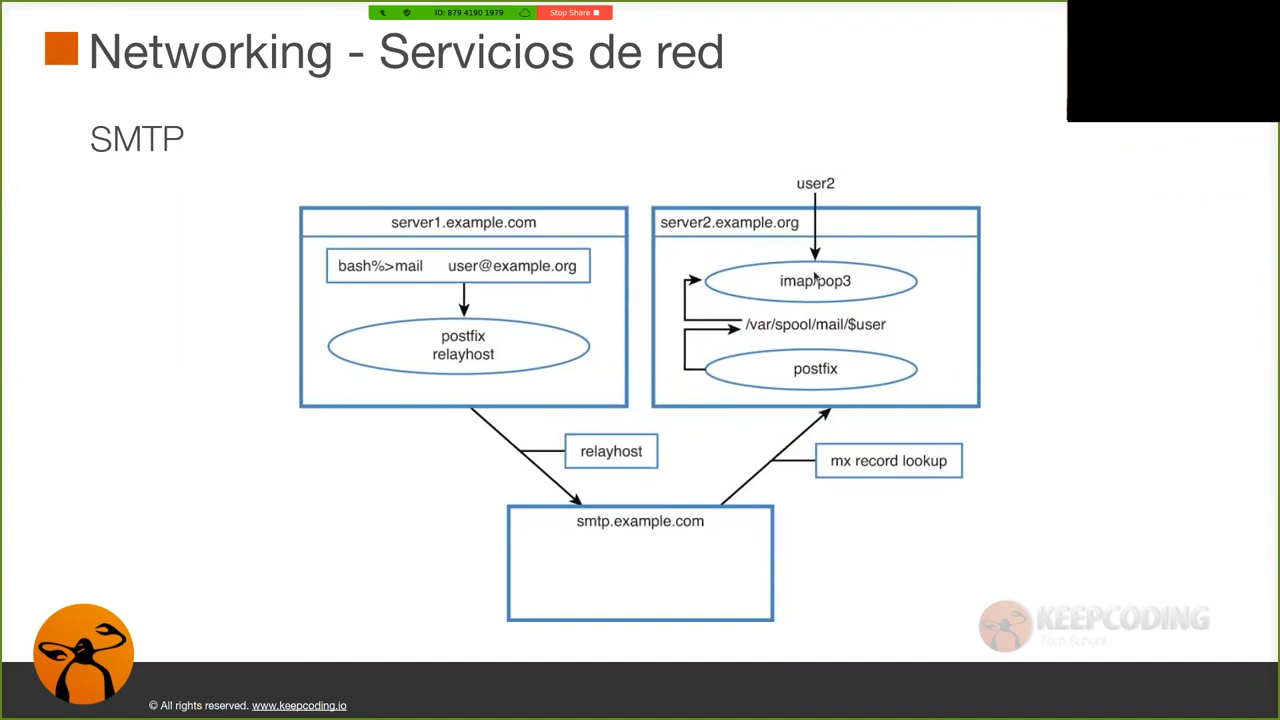 ID: 879 4190 1979
Stop Share
Networking - Servicios de red
SMTP
user2
server1.example.com
server2.example.org
bash%>mail user@example.org
imap/pop3
postfix
relayhost
/var/spool/mail/$user
postfix
relayhost
mx record lookup
smtp.example.com
KEEPCODING
Tech School
© All rights reserved. www.keepcoding.io